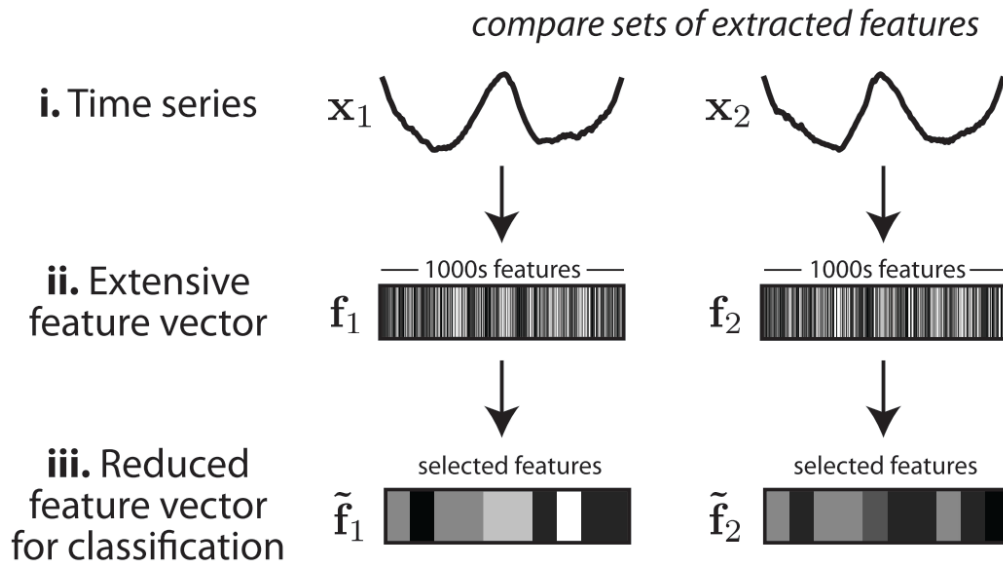 compare sets of extracted features
i. Time series
x₁
x₂
ii. Extensive
feature vector
1000s features
f₁
1000s features
f₂
iii. Reduced
feature vector
for classification
selected features
f̃₁
selected features
f̃₂